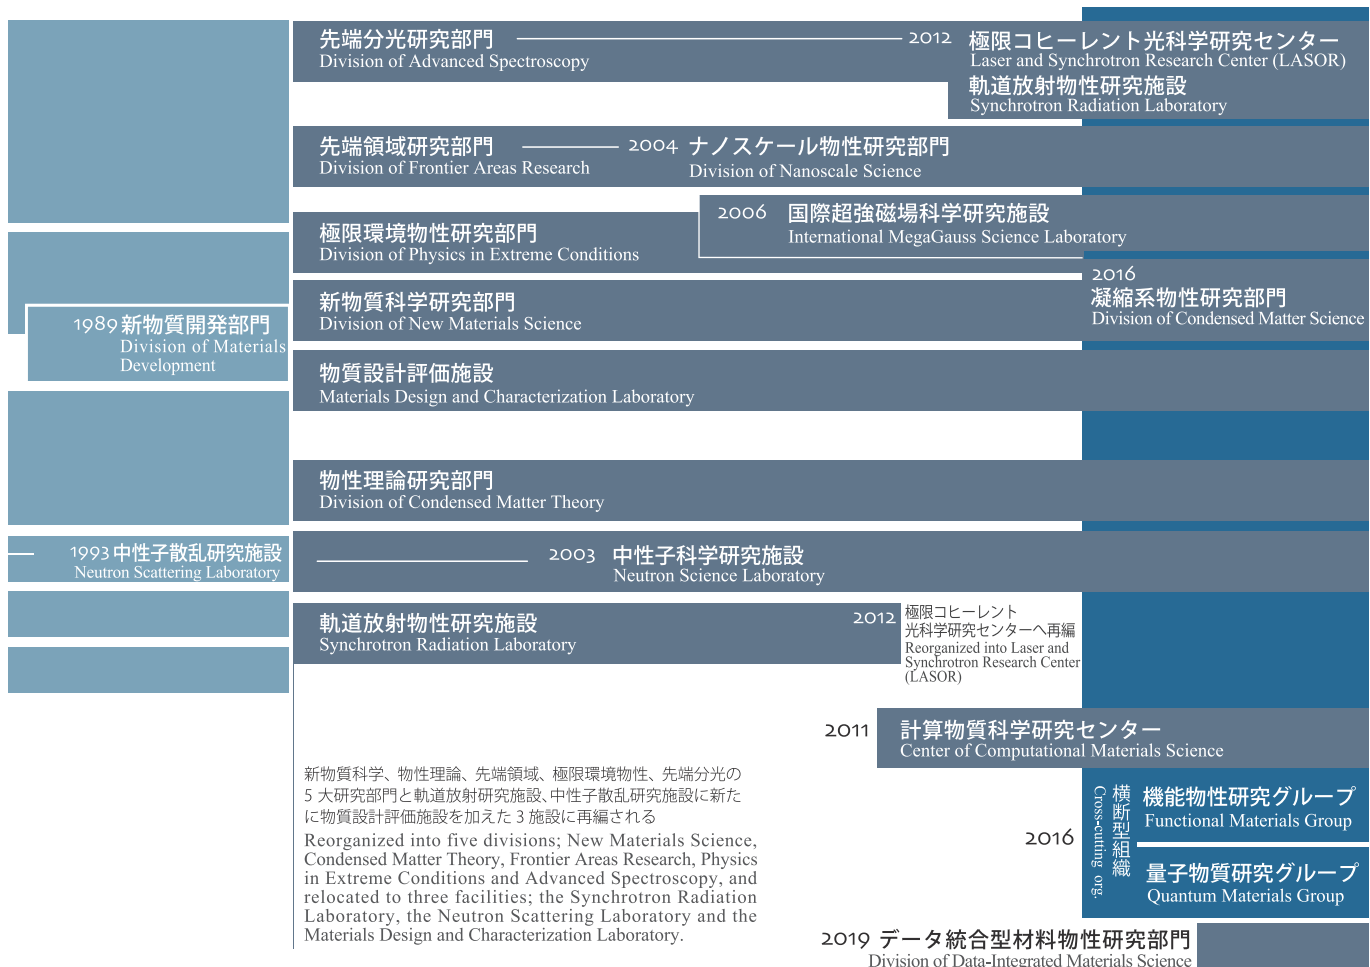 先端分光研究部門
Division of Advanced Spectroscopy
2012 極限コヒーレント光科学研究センター
Laser and Synchrotron Research Center (LASOR)
軌道放射物性研究施設
Synchrotron Radiation Laboratory
先端領域研究部門
Division of Frontier Areas Research
2004 ナノスケール物性研究部門
Division of Nanoscale Science
2006 国際超強磁場科学研究施設
International MegaGauss Science Laboratory
極限環境物性研究部門
Division of Physics in Extreme Conditions
2016
凝縮系物性研究部門
Division of Condensed Matter Science
新物質科学研究部門
Division of New Materials Science
1989 新物質開発部門
Division of Materials
Development
物質設計評価施設
Materials Design and Characterization Laboratory
物性理論研究部門
Division of Condensed Matter Theory
1993 中性子散乱研究施設
Neutron Scattering Laboratory
2003 中性子科学研究施設
Neutron Science Laboratory
軌道放射物性研究施設
Synchrotron Radiation Laboratory
2012 極限コヒーレント
光科学研究センターへ再編
Reorganized into Laser and
Synchrotron Research Center
(LASOR)
2011 計算物質科学研究センター
Center of Computational Materials Science
新物質科学、物性理論、先端領域、極限環境物性、先端分光の
5 大研究部門と軌道放射研究施設、中性子散乱研究施設に新た
に物質設計評価施設を加えた 3 施設に再編される
Reorganized into five divisions; New Materials Science,
Condensed Matter Theory, Frontier Areas Research, Physics
in Extreme Conditions and Advanced Spectroscopy, and
relocated to three facilities; the Synchrotron Radiation
Laboratory, the Neutron Scattering Laboratory and the
Materials Design and Characterization Laboratory.
2016
横断型組織
Cross-cutting org.
機能物性研究グループ
Functional Materials Group
量子物質研究グループ
Quantum Materials Group
2019 データ統合型材料物性研究部門
Division of Data-Integrated Materials Science